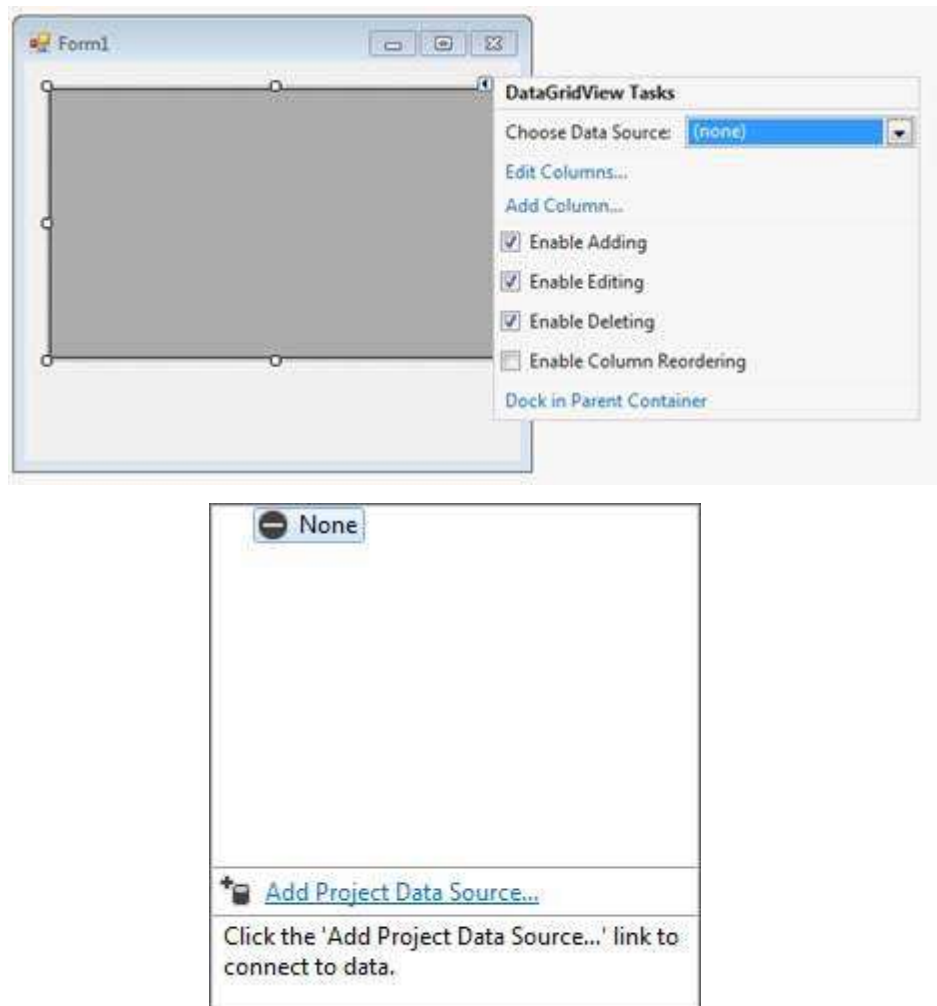 Form1
DataGridView Tasks
Choose Data Source: (none)
Edit Columns...
Add Column...
Enable Adding
Enable Editing
Enable Deleting
Enable Column Reordering
Dock in Parent Container
None
Add Project Data Source...
Click the 'Add Project Data Source...' link to
connect to data.